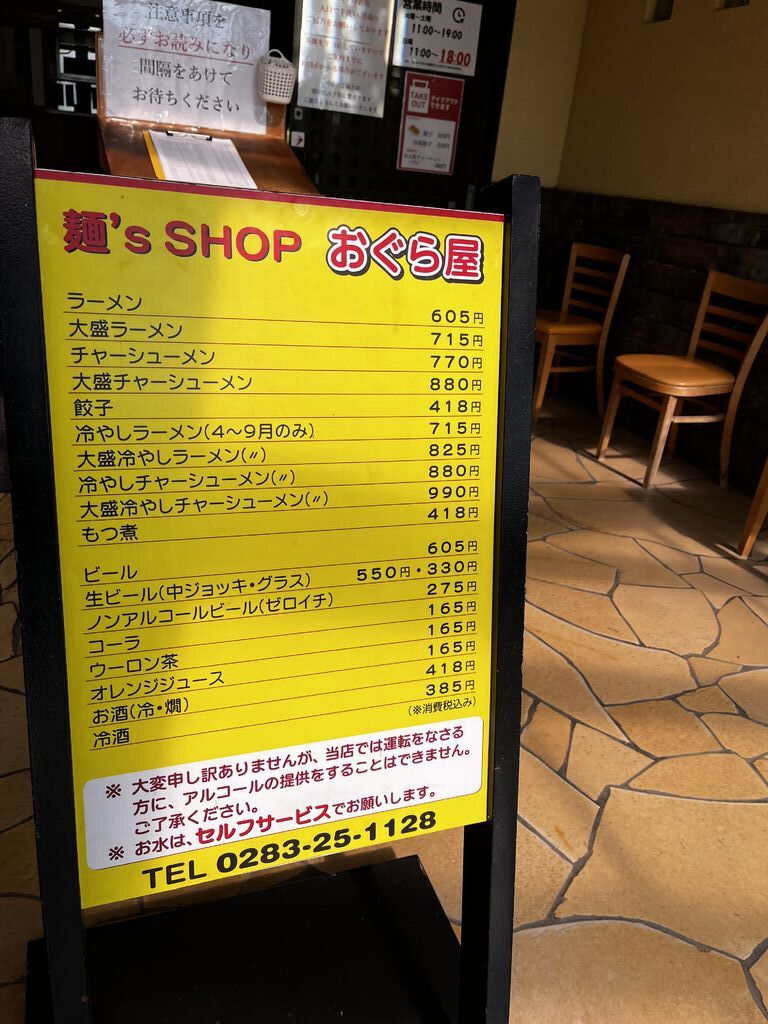 注意事項を
必ずお読みになり
間隔をあけて
お待ちください
営業時間
火曜～土曜
11:00～19:00
日曜
11:00～18:00
TAKE OUT
テイクアウト
できます
麺's SHOP おぐら屋
ラーメン 605円
大盛ラーメン 715円
チャーシューメン 770円
大盛チャーシューメン 880円
餃子 418円
冷やしラーメン(4～9月のみ) 715円
大盛冷やしラーメン(〃) 825円
冷やしチャーシューメン(〃) 880円
大盛冷やしチャーシューメン(〃) 990円
もつ煮 418円
ビール 605円
生ビール(中ジョッキ・グラス) 550円・330円
ノンアルコールビール(ゼロイチ) 275円
コーラ 165円
ウーロン茶 165円
オレンジジュース 165円
お酒(冷・燗) 418円
冷酒 385円
(※消費税込み)
※ 大変申し訳ありませんが、当店では運転をなさる
方に、アルコールの提供をすることはできません。
ご了承ください。
※ お水は、セルフサービスでお願いします。
TEL 0283-25-1128